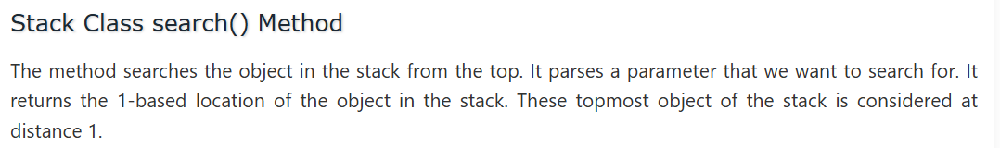 Stack Class search() Method
The method searches the object in the stack from the top. It parses a parameter that we want to search for. It
returns the 1-based location of the object in the stack. These topmost object of the stack is considered at
distance 1.